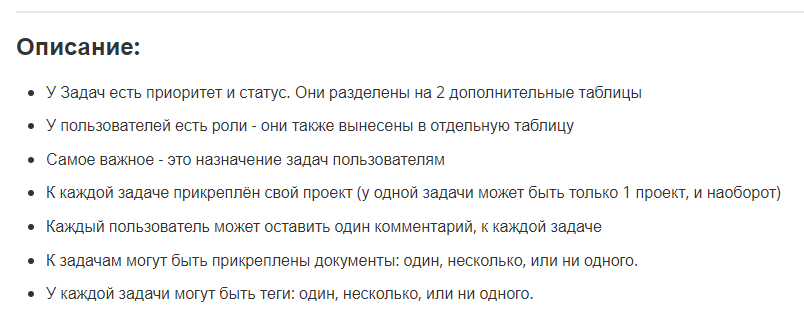 Описание:
У Задач есть приоритет и статус. Они разделены на 2 дополнительные таблицы
У пользователей есть роли - они также вынесены в отдельную таблицу
Самое важное - это назначение задач пользователям
К каждой задаче прикреплён свой проект (у одной задачи может быть только 1 проект, и наоборот)
Каждый пользователь может оставить один комментарий, к каждой задаче
К задачам могут быть прикреплены документы: один, несколько, или ни одного.
У каждой задачи могут быть теги: один, несколько, или ни одного.